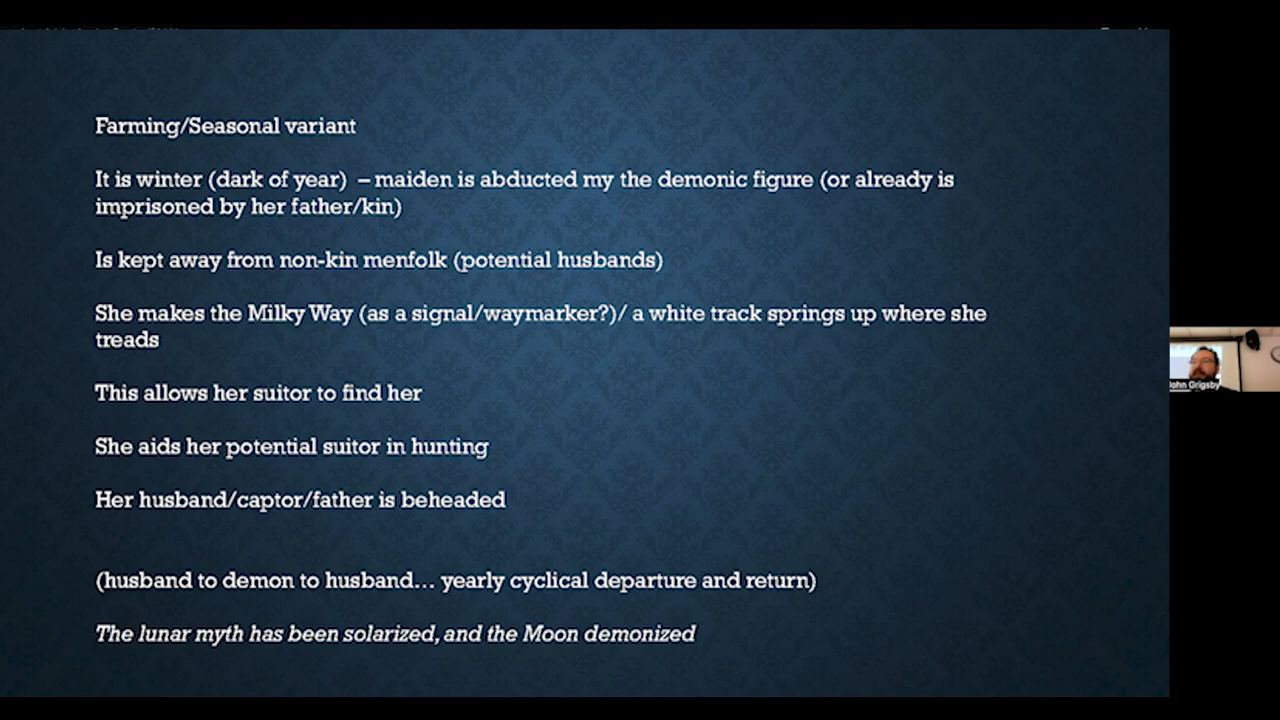 Farming/Seasonal variant
It is winter (dark of year) – maiden is abducted my the demonic figure (or already is
imprisoned by her father/kin)
Is kept away from non-kin menfolk (potential husbands)
She makes the Milky Way (as a signal/waymarker?)/ a white track springs up where she
treads
This allows her suitor to find her
She aids her potential suitor in hunting
Her husband/captor/father is beheaded
(husband to demon to husband... yearly cyclical departure and return)
The lunar myth has been solarized, and the Moon demonized
John Grigsby